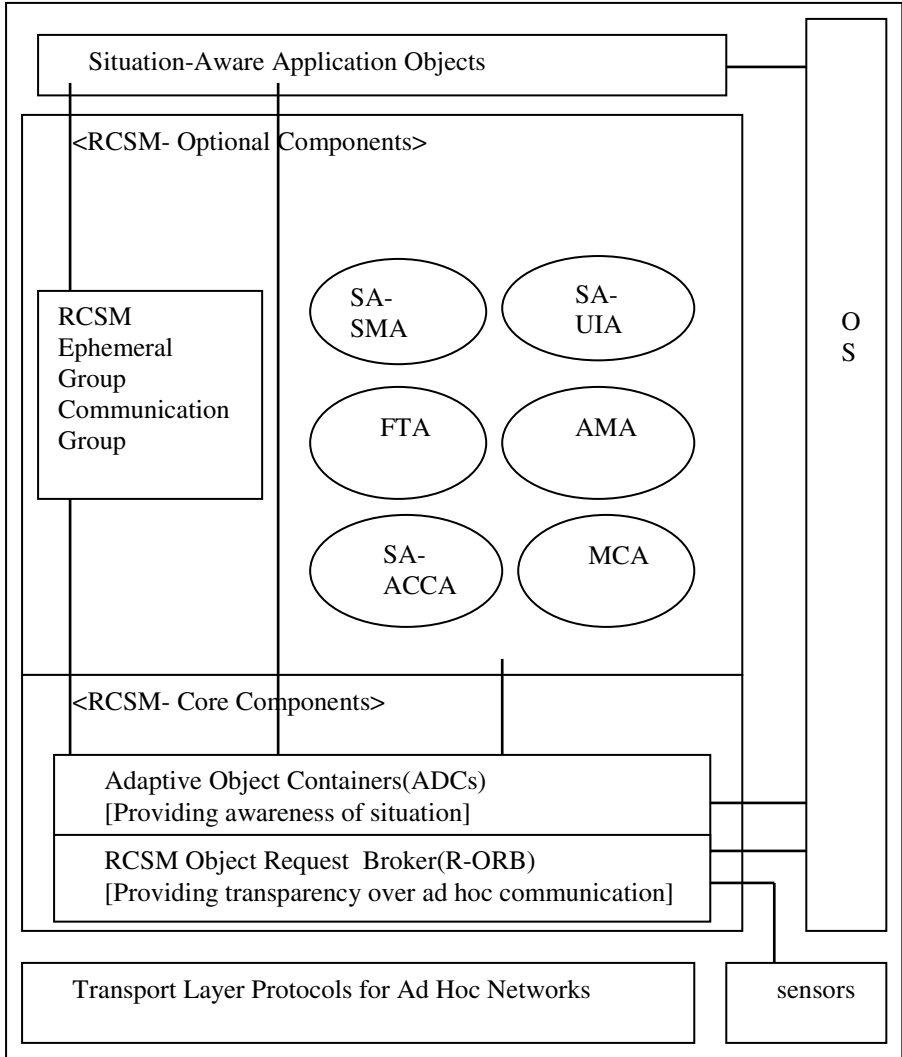 Situation-Aware Application Objects
<RCSM- Optional Components>
RCSM
Ephemeral
Group
Communication
Group
SA-
SMA
SA-
UIA
FTA
AMA
SA-
ACCA
MCA
O
S
<RCSM- Core Components>
Adaptive Object Containers(ADCs)
[Providing awareness of situation]
RCSM Object Request Broker(R-ORB)
[Providing transparency over ad hoc communication]
Transport Layer Protocols for Ad Hoc Networks
sensors